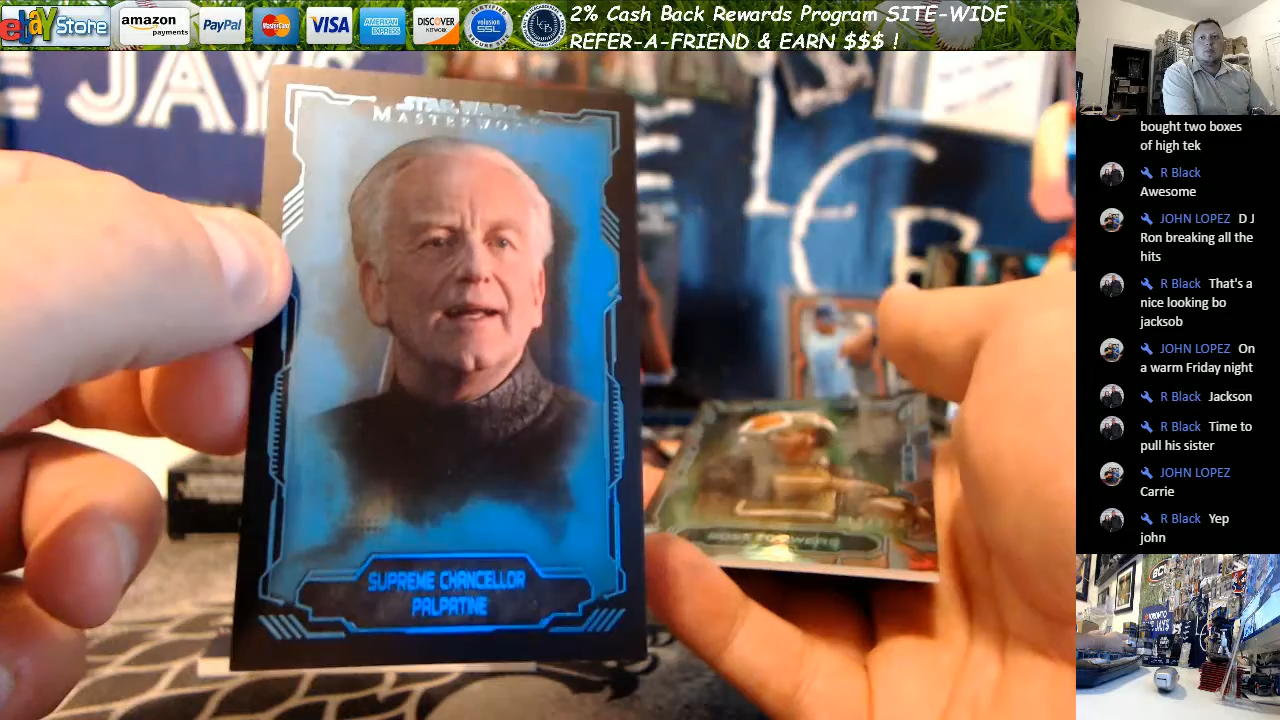 ebay Store
amazon
payments
PayPal
MasterCard
VISA
AMERICAN
EXPRESS
DISCOVER
NETWORK
2% Cash Back Rewards Program SITE-WIDE
REFER-A-FRIEND & EARN $$$ !
JAYS
STAR WARS
MASTERWORK
SUPREME CHANCELLOR
PALPATINE
L
C
B
bought two boxes
of high tek
R Black
Awesome
JOHN LOPEZ D J
Ron breaking all the
hits
R Black That's a
nice looking bo
jacksob
JOHN LOPEZ On
a warm Friday night
R Black Jackson
R Black Time to
pull his sister
JOHN LOPEZ
Carrie
R Black Yep
john